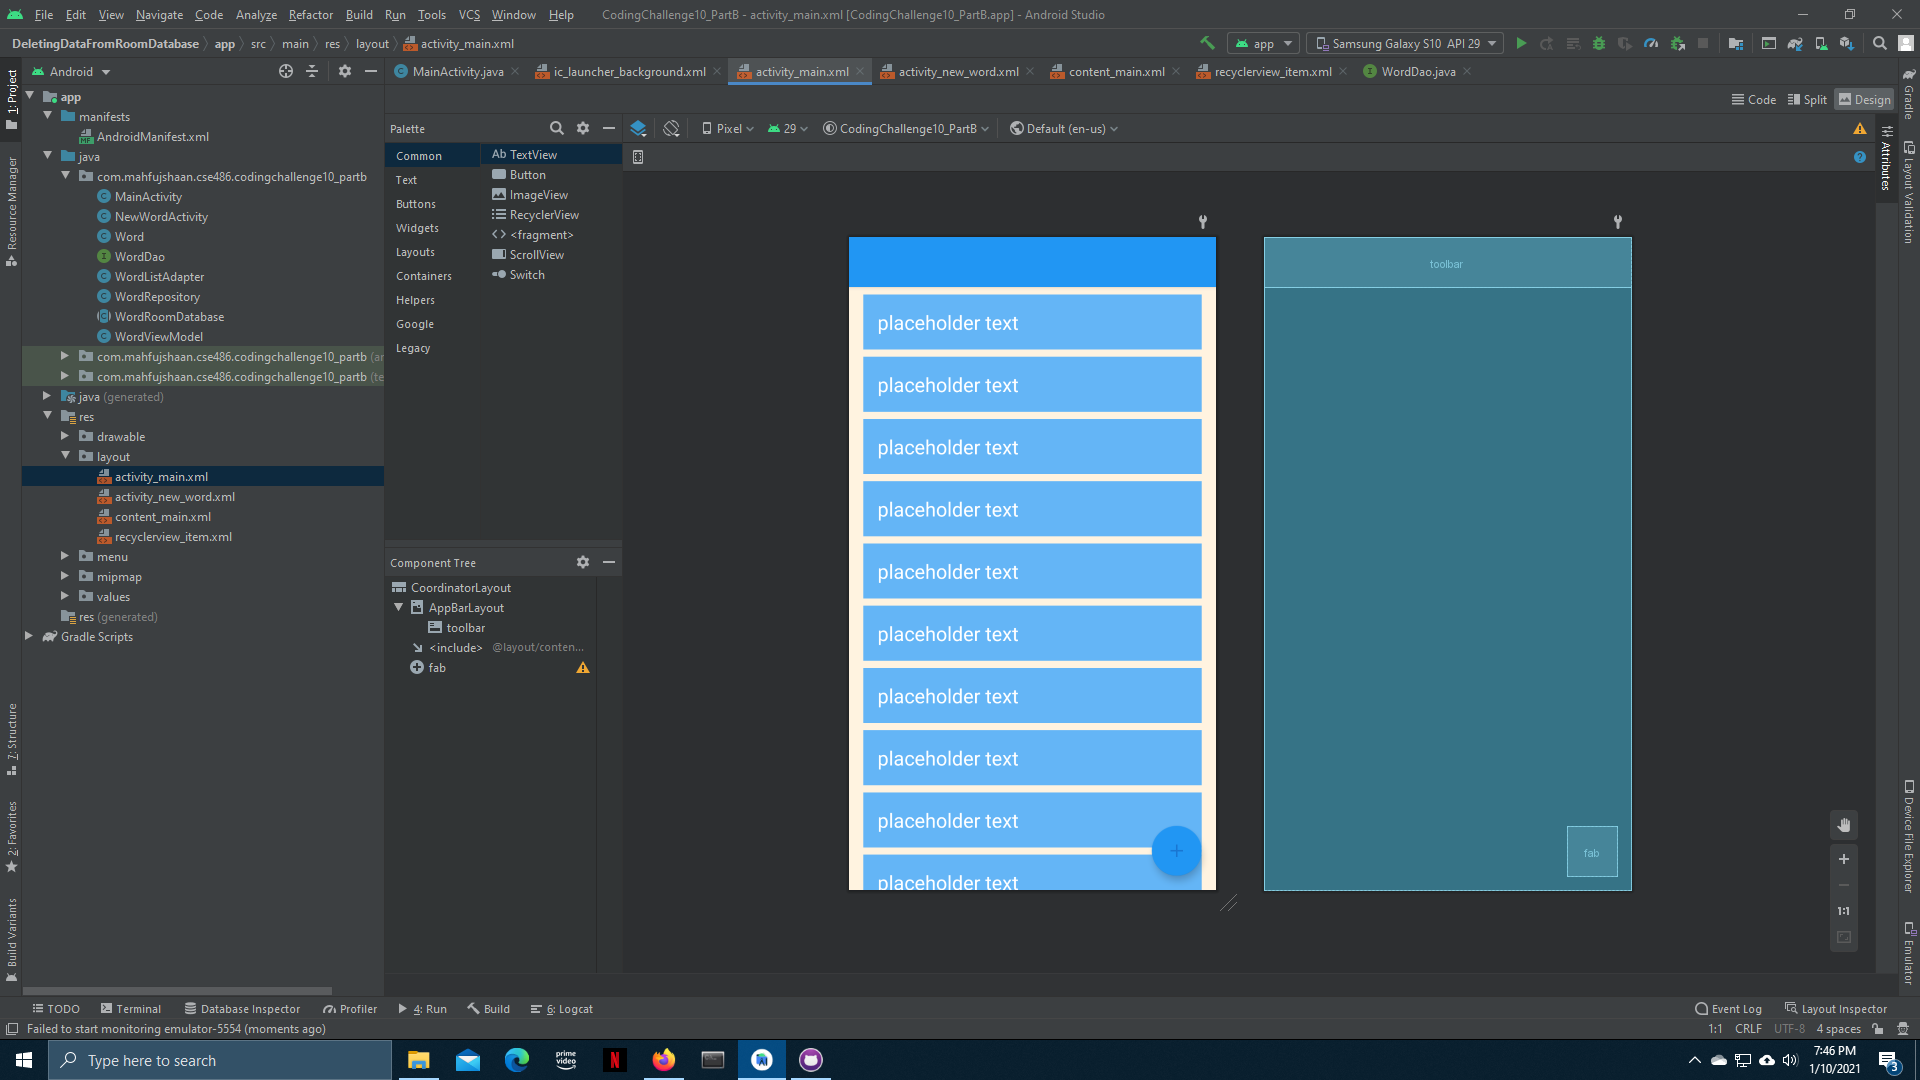 File Edit View Navigate Code Analyze Refactor Build Run Tools VCS Window Help CodingChallenge10_PartB - activity_main.xml [CodingChallenge10_PartB.app] - Android Studio
DeletingDataFromRoomDatabase app src main res layout activity_main.xml
app Samsung Galaxy S10 API 29
Android
MainActivity.java ic_launcher_background.xml activity_main.xml activity_new_word.xml content_main.xml recyclerview_item.xml WordDao.java
Code Split Design
1: Project
Resource Manager
7: Structure
2: Favorites
Build Variants
app
manifests
AndroidManifest.xml
java
com.mahfujshaan.cse486.codingchallenge10_partb
MainActivity
NewWordActivity
Word
WordDao
WordListAdapter
WordRepository
WordRoomDatabase
WordViewModel
com.mahfujshaan.cse486.codingchallenge10_partb (ar
com.mahfujshaan.cse486.codingchallenge10_partb (te
java (generated)
res
drawable
layout
activity_main.xml
activity_new_word.xml
content_main.xml
recyclerview_item.xml
menu
mipmap
values
res (generated)
Gradle Scripts
Palette
Common
Text
Buttons
Widgets
Layouts
Containers
Helpers
Google
Legacy
Ab TextView
Button
ImageView
RecyclerView
<fragment>
ScrollView
Switch
Component Tree
CoordinatorLayout
AppBarLayout
toolbar
<include> @layout/conten...
fab
Pixel 29 CodingChallenge10_PartB Default (en-us)
placeholder text
placeholder text
placeholder text
placeholder text
placeholder text
placeholder text
placeholder text
placeholder text
placeholder text
placeholder text
toolbar
fab
1:1
Gradle
Attributes
Layout Validation
Device File Explorer
Emulator
TODO Terminal Database Inspector Profiler 4: Run Build 6: Logcat Event Log Layout Inspector
Failed to start monitoring emulator-5554 (moments ago) 1:1 CRLF UTF-8 4 spaces
Type here to search
prime
video
N
7:46 PM
1/10/2021
3